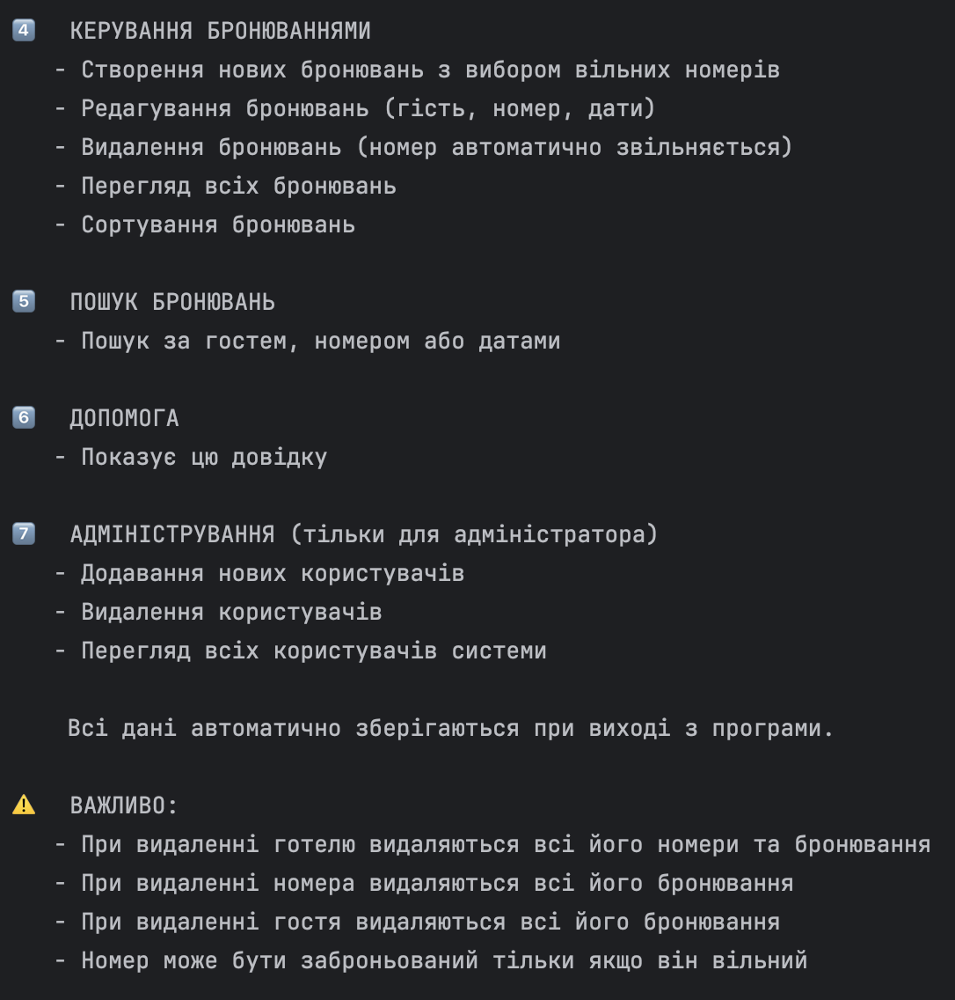 4️⃣ КЕРУВАННЯ БРОНЮВАННЯМИ
- Створення нових бронювань з вибором вільних номерів
- Редагування бронювань (гість, номер, дати)
- Видалення бронювань (номер автоматично звільняється)
- Перегляд всіх бронювань
- Сортування бронювань
5️⃣ ПОШУК БРОНЮВАНЬ
- Пошук за гостем, номером або датами
6️⃣ ДОПОМОГА
- Показує цю довідку
7️⃣ АДМІНІСТРУВАННЯ (тільки для адміністратора)
- Додавання нових користувачів
- Видалення користувачів
- Перегляд всіх користувачів системи
Всі дані автоматично зберігаються при виході з програми.
⚠️ ВАЖЛИВО:
- При видаленні готелю видаляються всі його номери та бронювання
- При видаленні номера видаляються всі його бронювання
- При видаленні гостя видаляються всі його бронювання
- Номер може бути заброньований тільки якщо він вільний